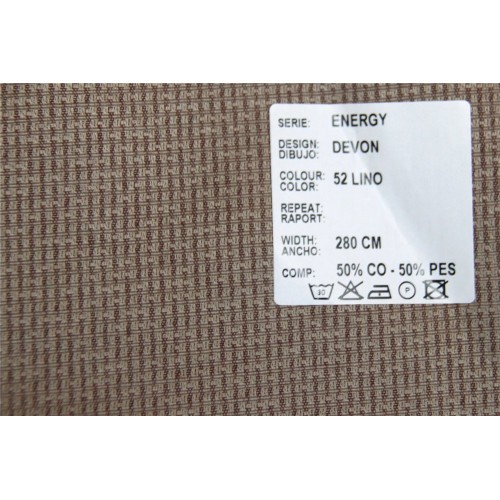 SERIE: ENERGY
DESIGN:
DIBUJO: DEVON
COLOUR:
COLOR: 52 LINO
REPEAT:
RAPORT:
WIDTH:
ANCHO: 280 CM
COMP: 50% CO - 50% PES
30 P